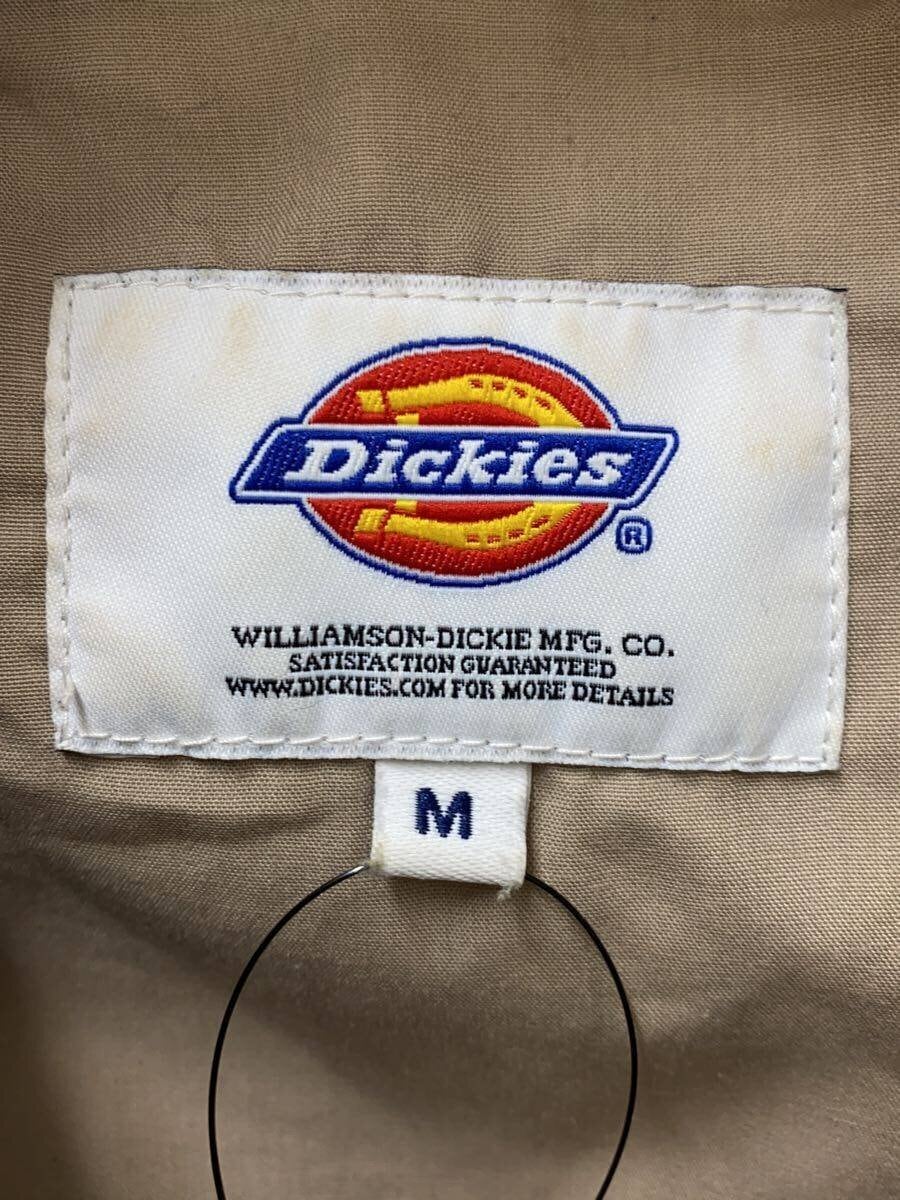 Dickies
®
WILLIAMSON-DICKIE MFG. CO.
SATISFACTION GUARANTEED
WWW.DICKIES.COM FOR MORE DETAILS
M